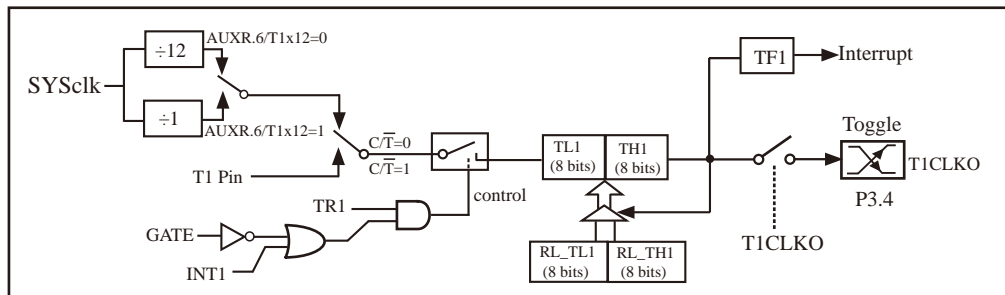 AUXR.6/T1x12=0
÷12
SYSclk
÷1
AUXR.6/T1x12=1
T1 Pin
C/T̅=0
C/T̅=1
control
TR1
GATE
INT1
TL1
(8 bits)
TH1
(8 bits)
RL_TL1
(8 bits)
RL_TH1
(8 bits)
TF1
Interrupt
Toggle
T1CLKO
P3.4
T1CLKO